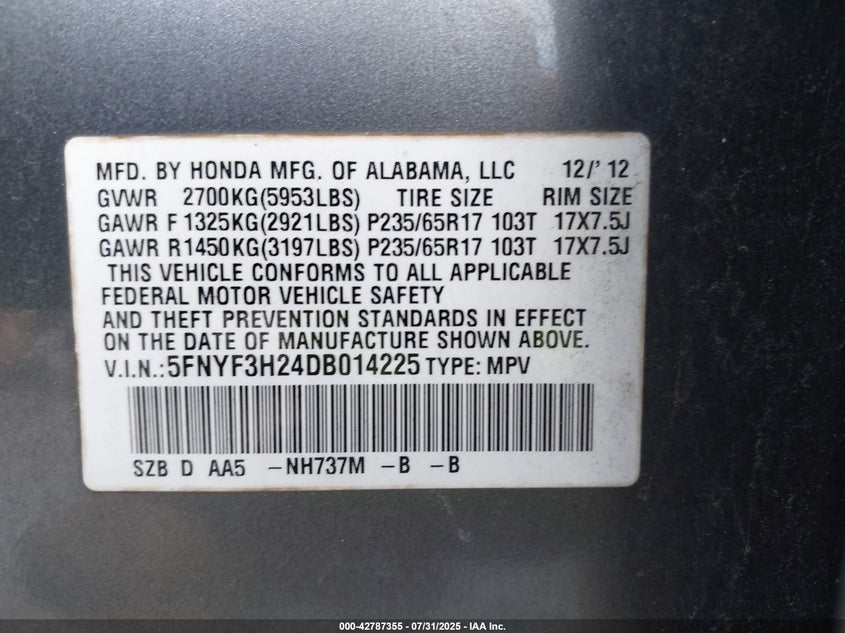 MFD. BY HONDA MFG. OF ALABAMA, LLC 12/'12
GVWR 2700KG(5953LBS) TIRE SIZE RIM SIZE
GAWR F 1325KG(2921LBS) P235/65R17 103T 17X7.5J
GAWR R1450KG(3197LBS) P235/65R17 103T 17X7.5J
THIS VEHICLE CONFORMS TO ALL APPLICABLE
FEDERAL MOTOR VEHICLE SAFETY
AND THEFT PREVENTION STANDARDS IN EFFECT
ON THE DATE OF MANUFACTURE SHOWN ABOVE.
V.I.N.:5FNYF3H24DB014225 TYPE: MPV
SZB D AA5 -NH737M -B -B
000-42787355 - 07/31/2025 - IAA Inc.